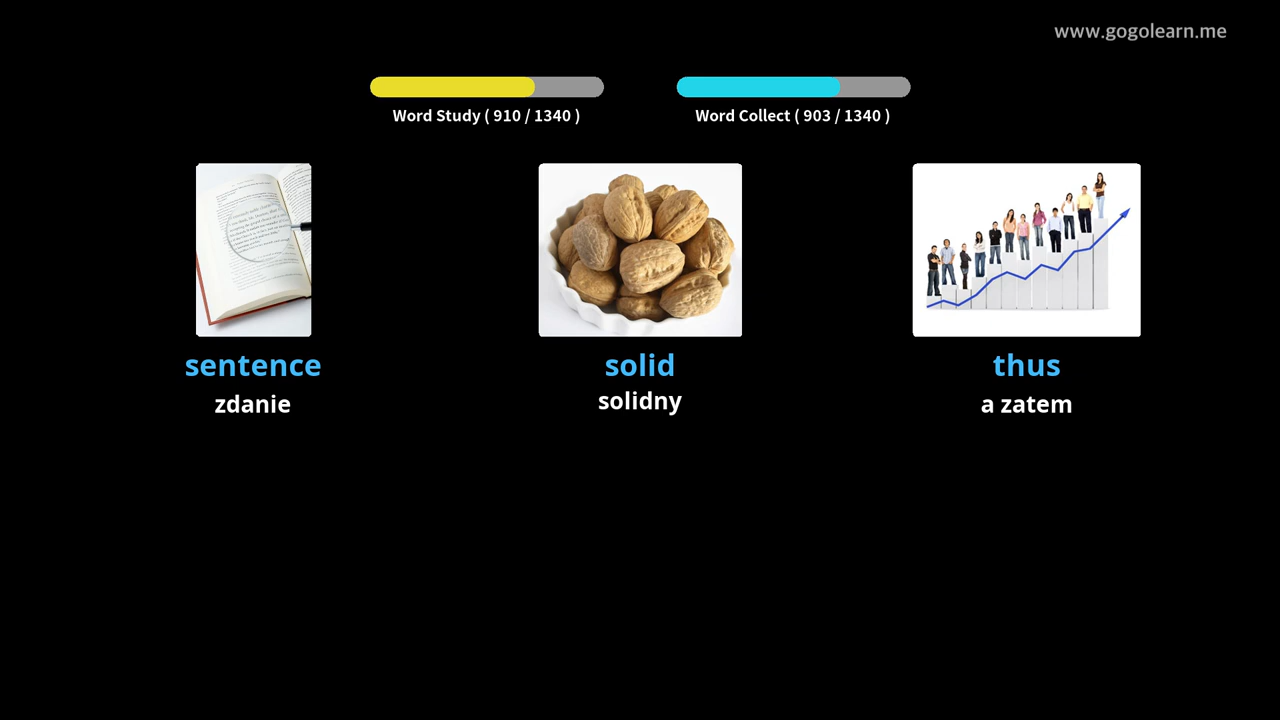 www.gogolearn.me
Word Study ( 910 / 1340 )
Word Collect ( 903 / 1340 )
sentence
zdanie
solid
solidny
thus
a zatem